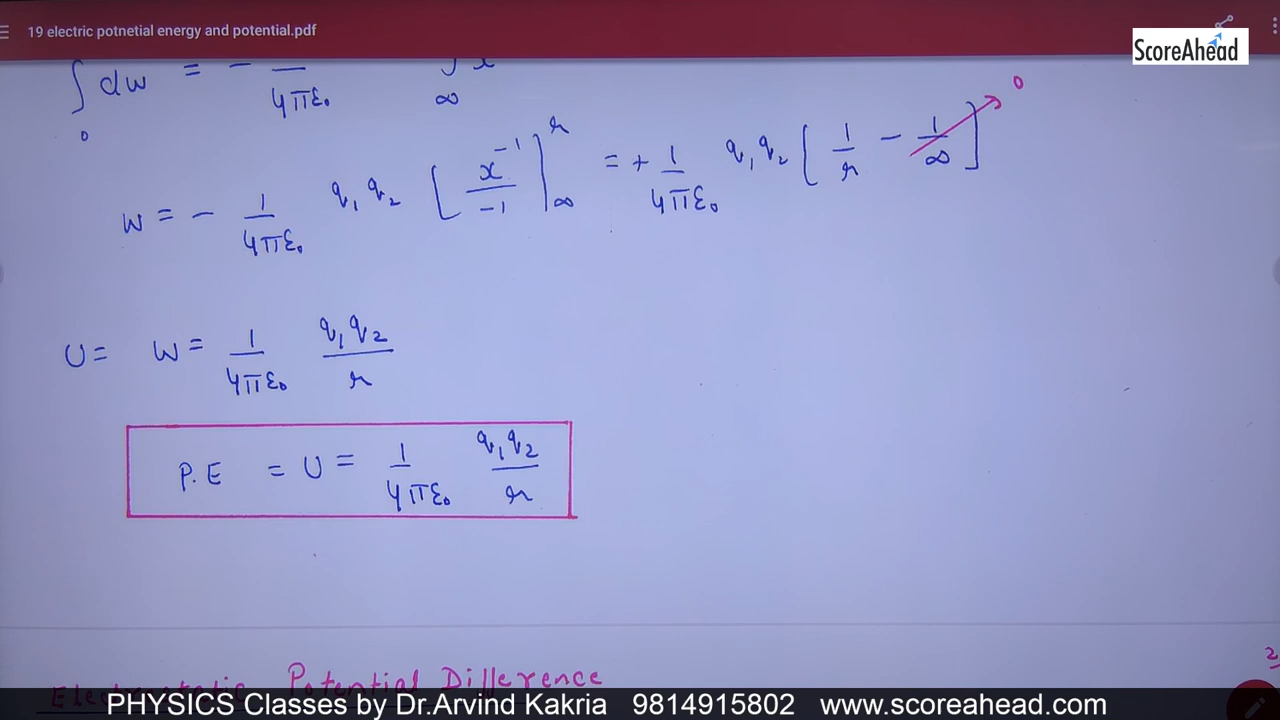 19 electric potnetial energy and potential.pdf
ScoreAhead
∫₀ dw = - — / 4πε₀ ∫∞ x
W = - 1/4πε₀ q₁q₂ [x⁻¹/-1]∞^r = + 1/4πε₀ q₁q₂ [1/r - 1/∞] 0
U = W = 1/4πε₀ q₁q₂/r
P.E = U = 1/4πε₀ q₁q₂/r
2
Electrostatic Potential Difference
PHYSICS Classes by Dr.Arvind Kakria 9814915802 www.scoreahead.com